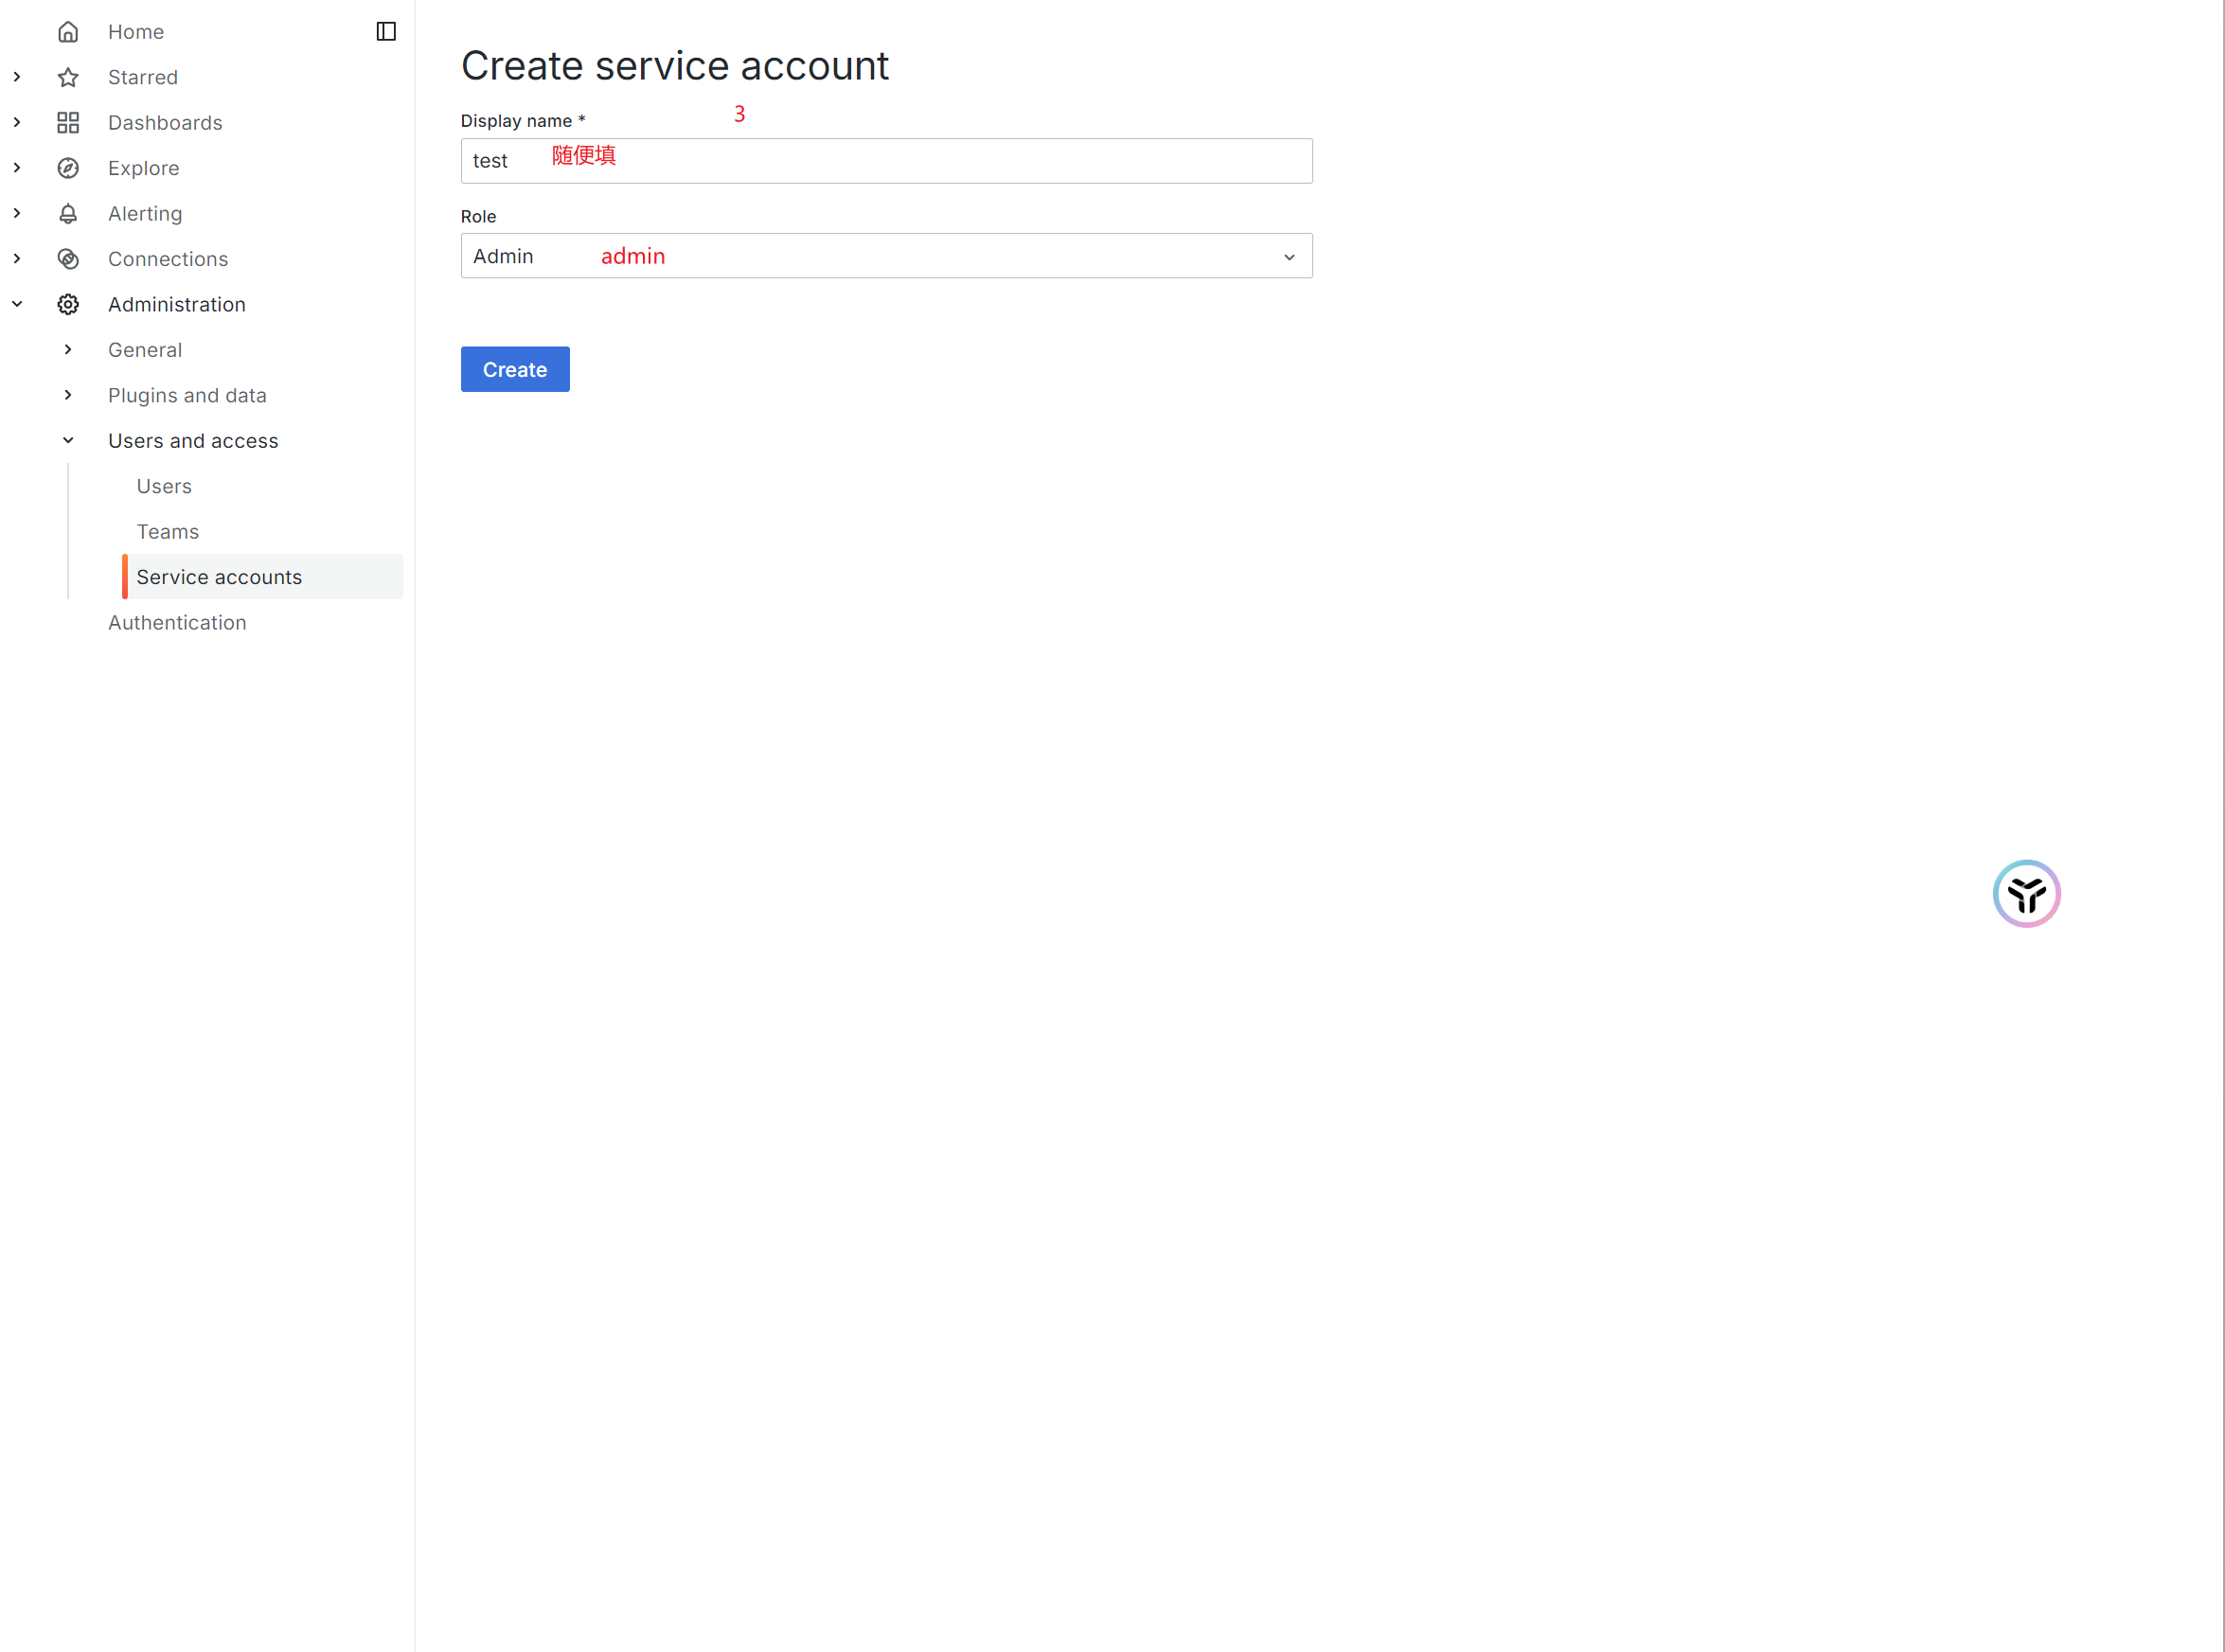 Home
Starred
Dashboards
Explore
Alerting
Connections
Administration
General
Plugins and data
Users and access
Users
Teams
Service accounts
Authentication
Create service account
3
Display name *
test 随便填
Role
Admin admin
Create